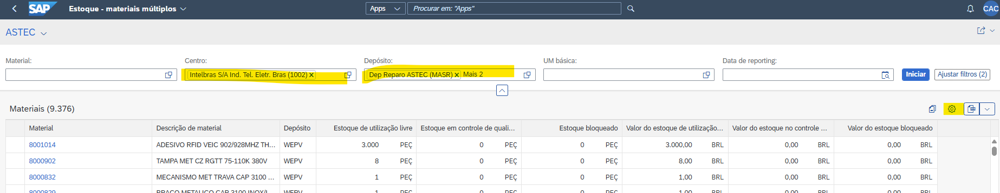 SAP Estoque - materiais múltiplos Apps Procurar em: "Apps" CAC
ASTEC
Material: Centro: Depósito: UM básica: Data de reporting:
Intelbras S/A Ind. Tel. Eletr. Bras (1002) Dep Reparo ASTEC (MASR) Mais 2 Iniciar Ajustar filtros (2)
Materiais (9.376)
Material Descrição de material Depósito Estoque de utilização livre Estoque em controle de quali... Estoque bloqueado Valor do estoque de utilização... Valor do estoque no controle ... Valor do estoque bloqueado
8001014 ADESIVO RFID VEIC 902/928MHZ TH... WEPV 3.000 PEÇ 0 PEÇ 0 PEÇ 3.000,00 BRL 0,00 BRL 0,00 BRL
8000902 TAMPA MET CZ RGTT 75-110K 380V WEPV 8 PEÇ 0 PEÇ 0 PEÇ 8,00 BRL 0,00 BRL 0,00 BRL
8000832 MECANISMO MET TRAVA CAP 3100 ... WEPV 1 PEÇ 0 PEÇ 0 PEÇ 1,00 BRL 0,00 BRL 0,00 BRL
8000829 BRACO METALICO CAP 3100 WEPV 1 PEÇ 0 PEÇ 0 PEÇ 1,00 BRL 0,00 BRL 0,00 BRL